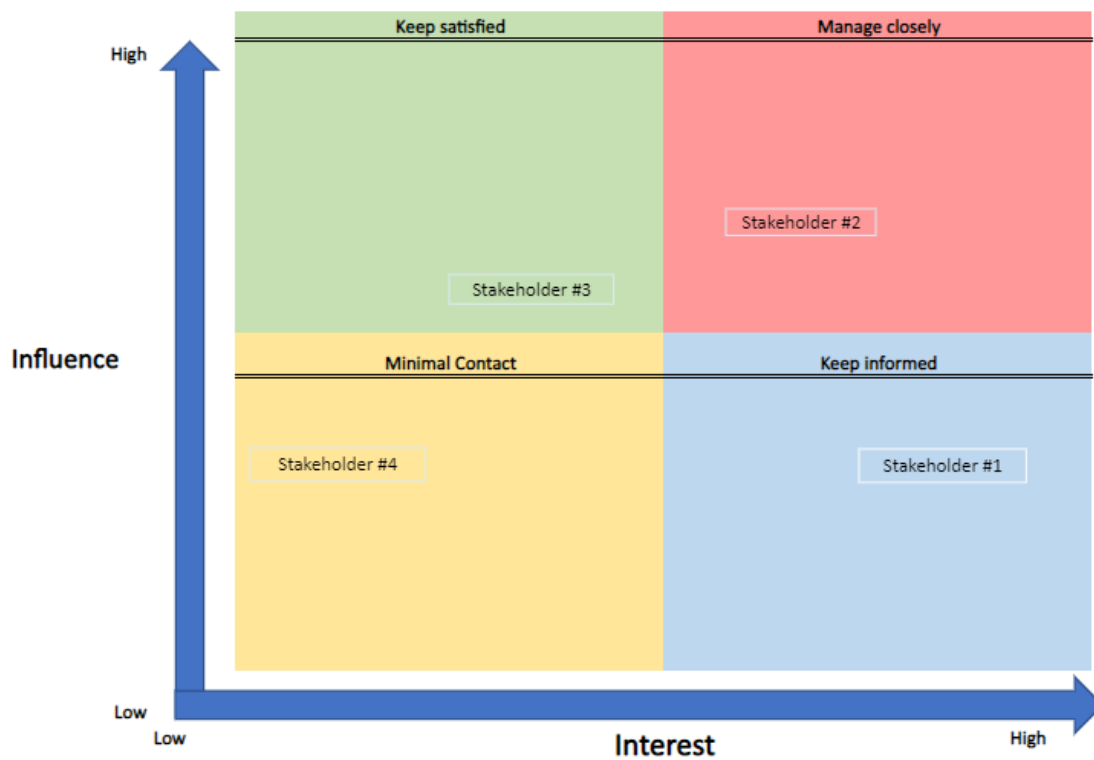 Keep satisfied
Manage closely
High
Stakeholder #2
Stakeholder #3
Influence
Minimal Contact
Keep informed
Stakeholder #4
Stakeholder #1
Low
Low
Interest
High